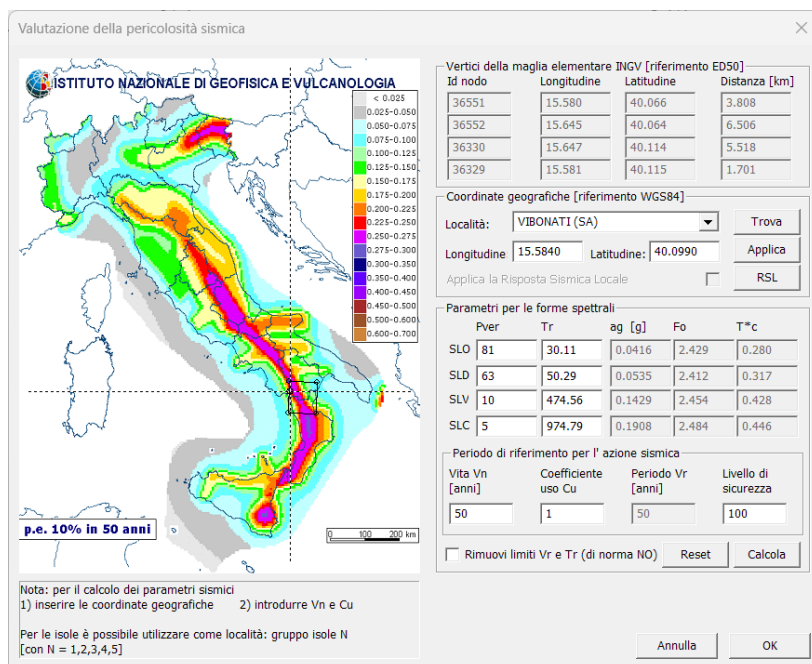 Valutazione della pericolosità sismica
ISTITUTO NAZIONALE DI GEOFISICA E VULCANOLOGIA
< 0.025
0.025-0.050
0.050-0.075
0.075-0.100
0.100-0.125
0.125-0.150
0.150-0.175
0.175-0.200
0.200-0.225
0.225-0.250
0.250-0.275
0.275-0.300
0.300-0.350
0.350-0.400
0.400-0.450
0.450-0.500
0.500-0.600
0.600-0.700
p.e. 10% in 50 anni
0 100 200 km
Nota: per il calcolo dei parametri sismici
1) inserire le coordinate geografiche 2) introdurre Vn e Cu
Per le isole è possibile utilizzare come località: gruppo isole N
[con N = 1,2,3,4,5]
Vertici della maglia elementare INGV [riferimento ED50]
Id nodo Longitudine Latitudine Distanza [km]
36551 15.580 40.066 3.808
36552 15.645 40.064 6.506
36330 15.647 40.114 5.518
36329 15.581 40.115 1.701
Coordinate geografiche [riferimento WGS84]
Località: VIBONATI (SA) Trova
Longitudine 15.5840 Latitudine: 40.0990 Applica
Applica la Risposta Sismica Locale RSL
Parametri per le forme spettrali
Pver Tr ag [g] Fo T*c
SLO 81 30.11 0.0416 2.429 0.280
SLD 63 50.29 0.0535 2.412 0.317
SLV 10 474.56 0.1429 2.454 0.428
SLC 5 974.79 0.1908 2.484 0.446
Periodo di riferimento per l' azione sismica
Vita Vn Coefficiente Periodo Vr Livello di
[anni] uso Cu [anni] sicurezza
50 1 50 100
Rimuovi limiti Vr e Tr (di norma NO) Reset Calcola
Annulla OK